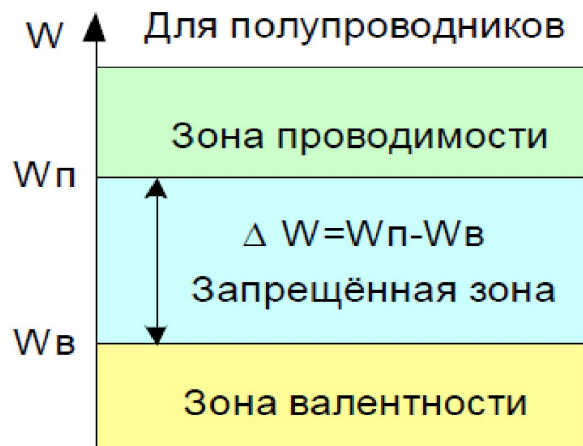 W Для полупроводников
Зона проводимости
Wп
Δ W=Wп-Wв
Запрещённая зона
Wв
Зона валентности